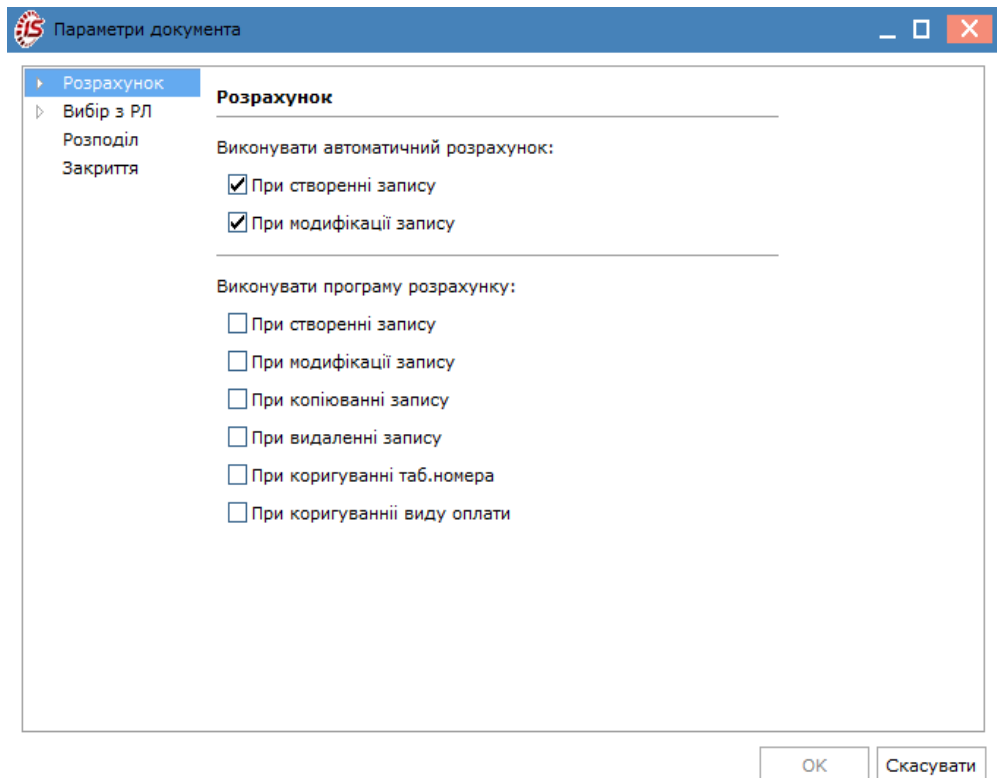 IS
Параметри документа
Розрахунок
Вибір з РЛ
Розподіл
Закриття
Розрахунок
Виконувати автоматичний розрахунок:
При створенні запису
При модифікації запису
Виконувати програму розрахунку:
При створенні запису
При модифікації запису
При копіюванні запису
При видаленні запису
При коригуванні таб.номера
При коригуванніі виду оплати
ОК
Скасувати